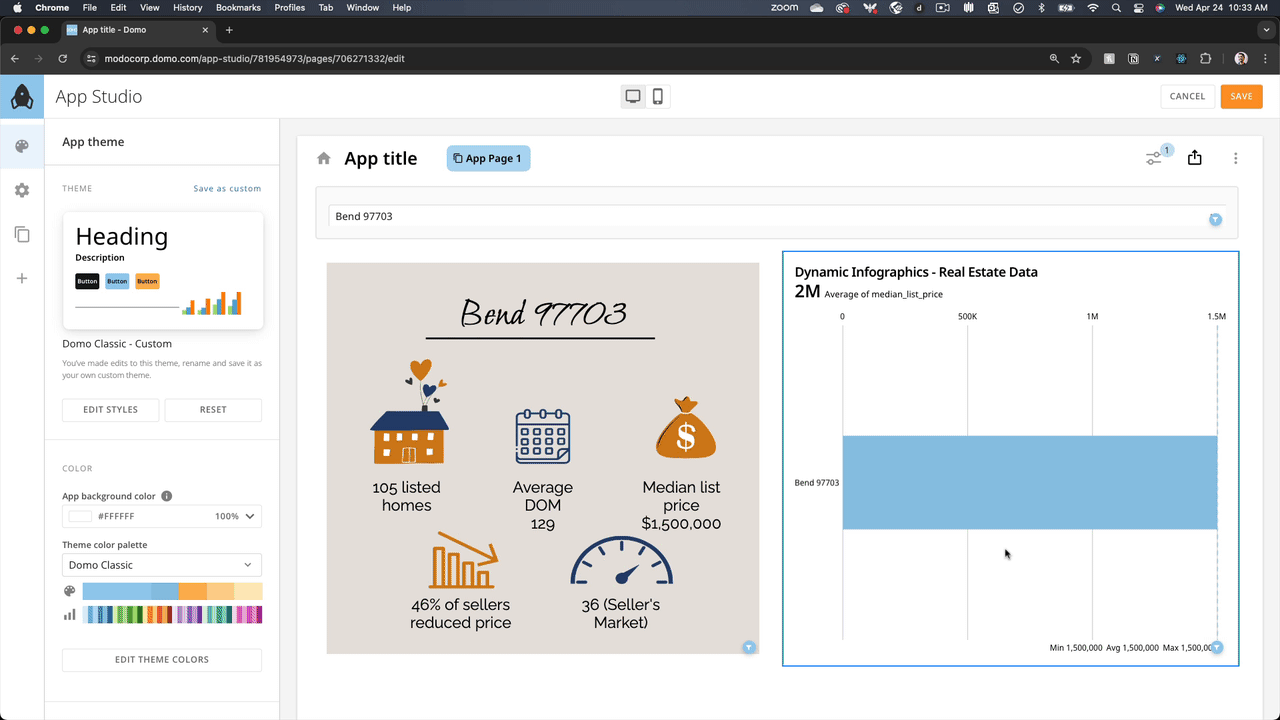 Chrome File Edit View History Bookmarks Profiles Tab Window Help
zoom Wed Apr 24 10:33 AM
App title - Domo
modocorp.domo.com/app-studio/781954973/pages/706271332/edit
App Studio
CANCEL SAVE
App theme
THEME Save as custom
Heading
Description
Button Button Button
Domo Classic - Custom
You've made edits to this theme, rename and save it as
your own custom theme.
EDIT STYLES RESET
COLOR
App background color
#FFFFFF 100%
Theme color palette
Domo Classic
EDIT THEME COLORS
App title App Page 1
1
Bend 97703
Bend 97703
105 listed
homes
Average
DOM
129
Median list
price
$1,500,000
46% of sellers
reduced price
36 (Seller's
Market)
Dynamic Infographics - Real Estate Data
2M Average of median_list_price
0 500K 1M 1.5M
Bend 97703
Min 1,500,000 Avg 1,500,000 Max 1,500,00